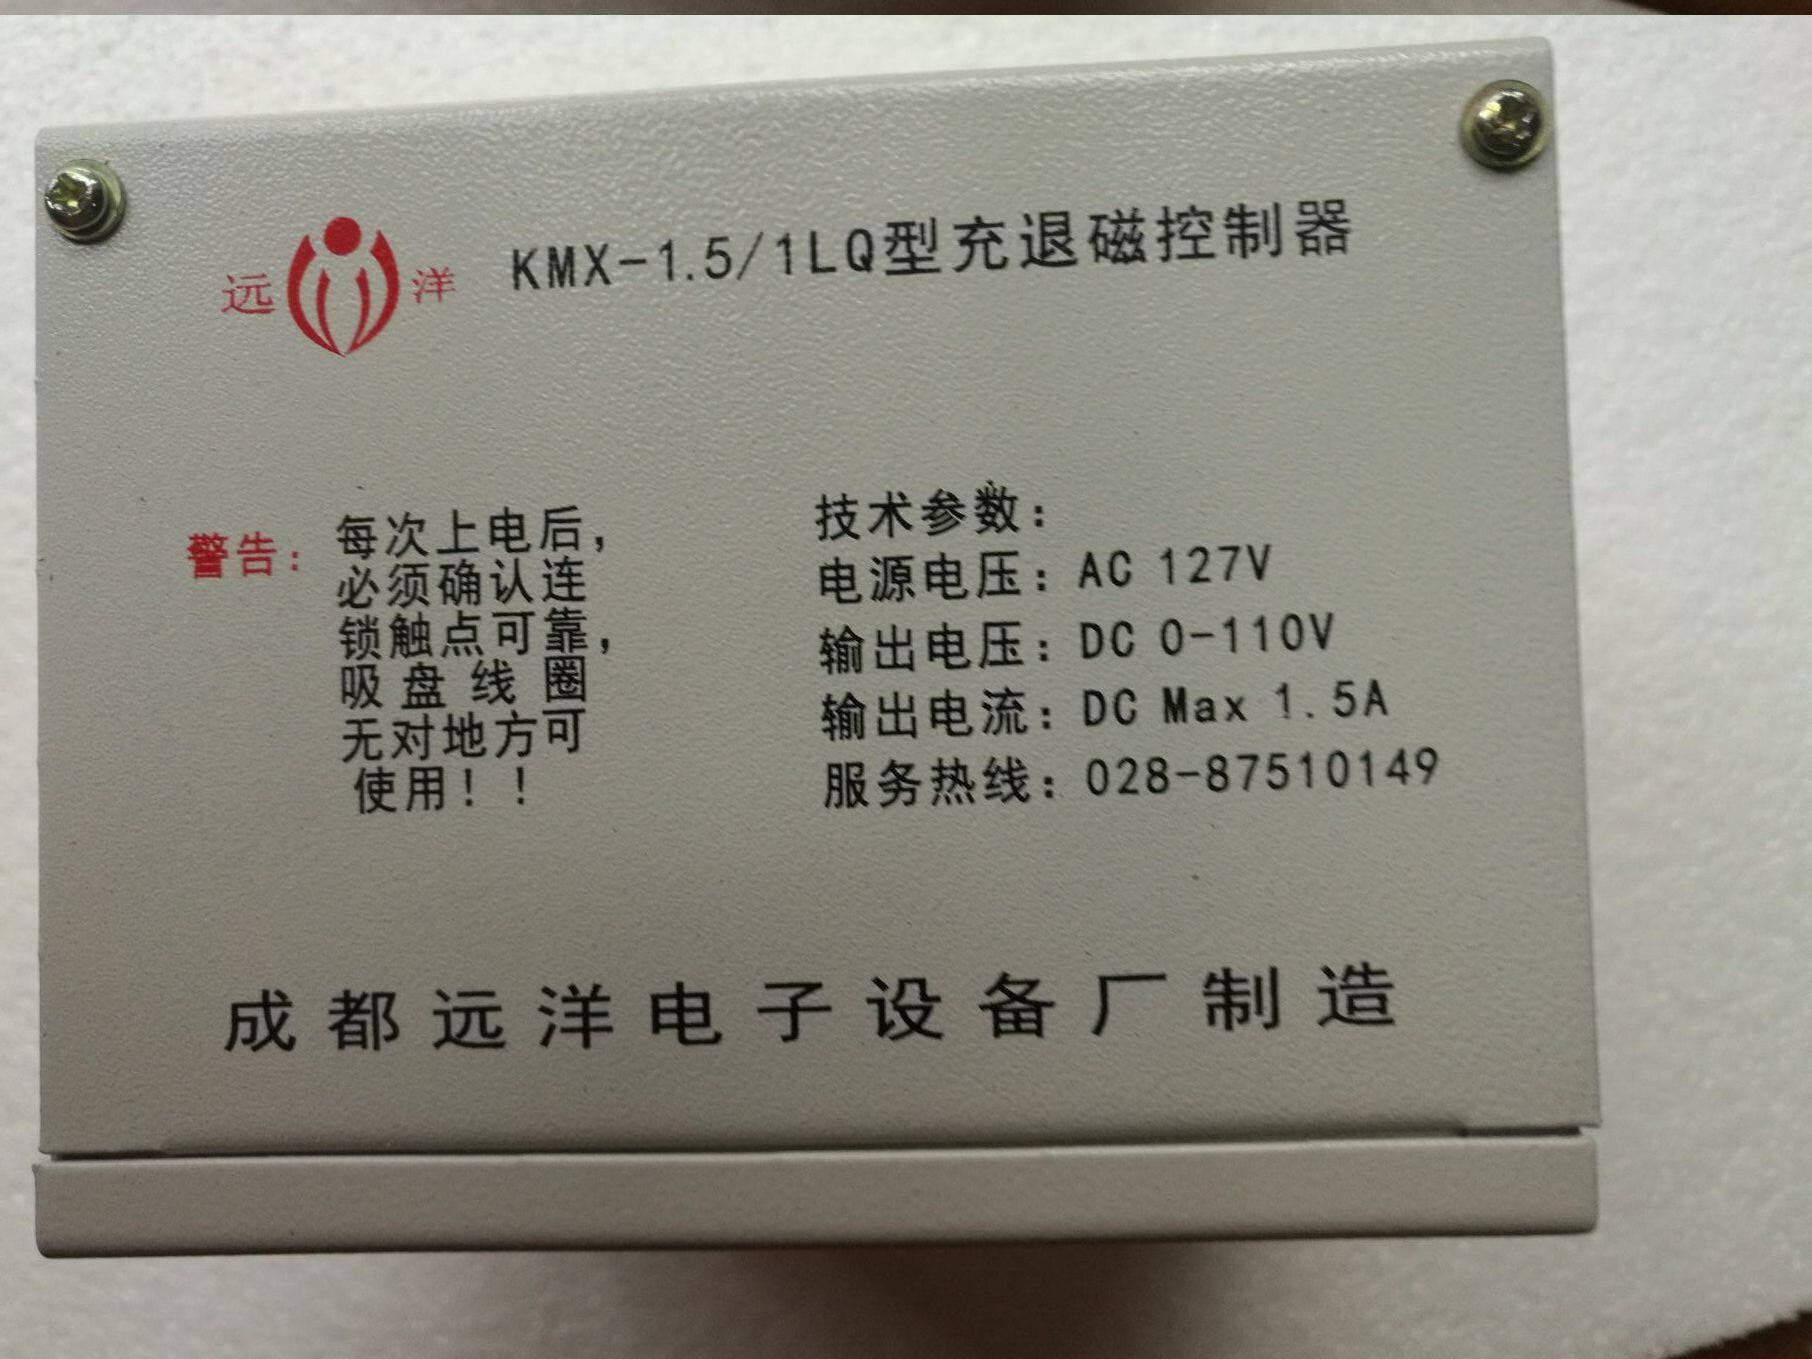 远洋 KMX-1.5/1LQ型充退磁控制器
警告: 每次上电后,
必须确认连
锁触点可靠,
吸盘线圈
无对地方可
使用!!
技术参数:
电源电压: AC 127V
输出电压: DC 0-110V
输出电流: DC Max 1.5A
服务热线: 028-87510149
成都远洋电子设备厂制造